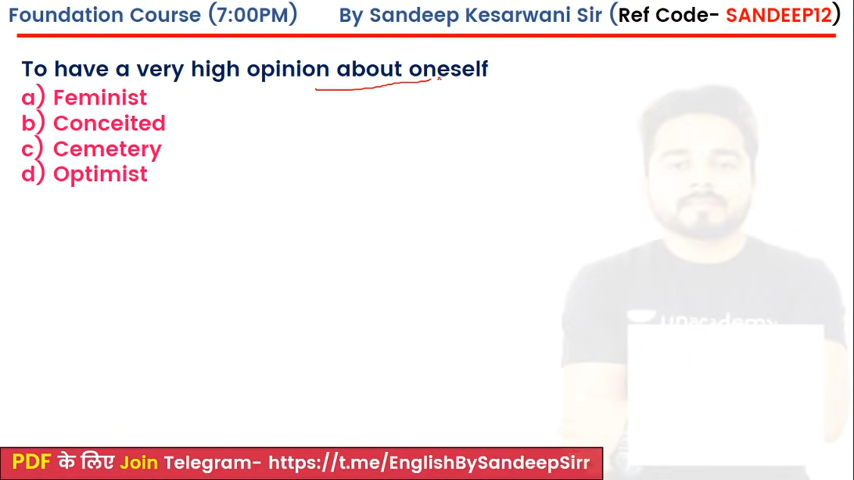 Foundation Course (7:00PM) By Sandeep Kesarwani Sir (Ref Code- SANDEEP12)
To have a very high opinion about oneself
a) Feminist
b) Conceited
c) Cemetery
d) Optimist
unacademy
PDF के लिए Join Telegram- https://t.me/EnglishBySandeepSirr